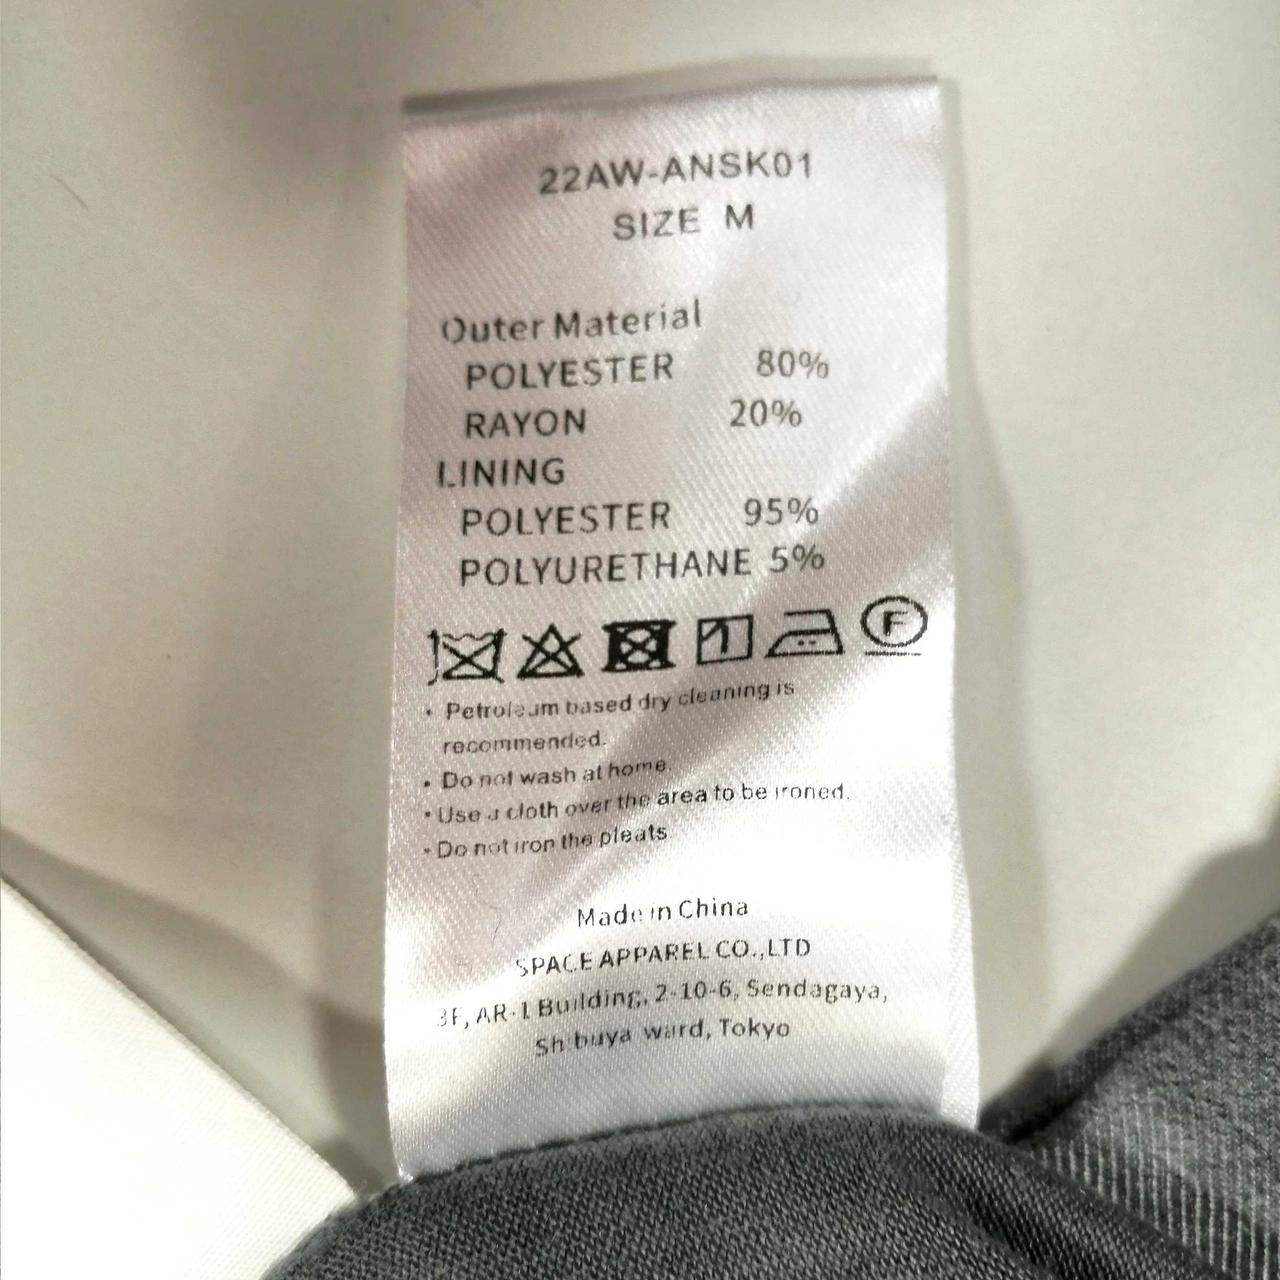 22AW-ANSK01
SIZE M
Outer Material
POLYESTER 80%
RAYON 20%
LINING
POLYESTER 95%
POLYURETHANE 5%
F
• Petroleum based dry cleaning is
recommended.
• Do not wash at home.
• Use a cloth over the area to be ironed.
• Do not iron the pleats
Made in China
SPACE APPAREL CO.,LTD
3F, AR-1 Building, 2-10-6, Sendagaya,
Shibuya ward, Tokyo